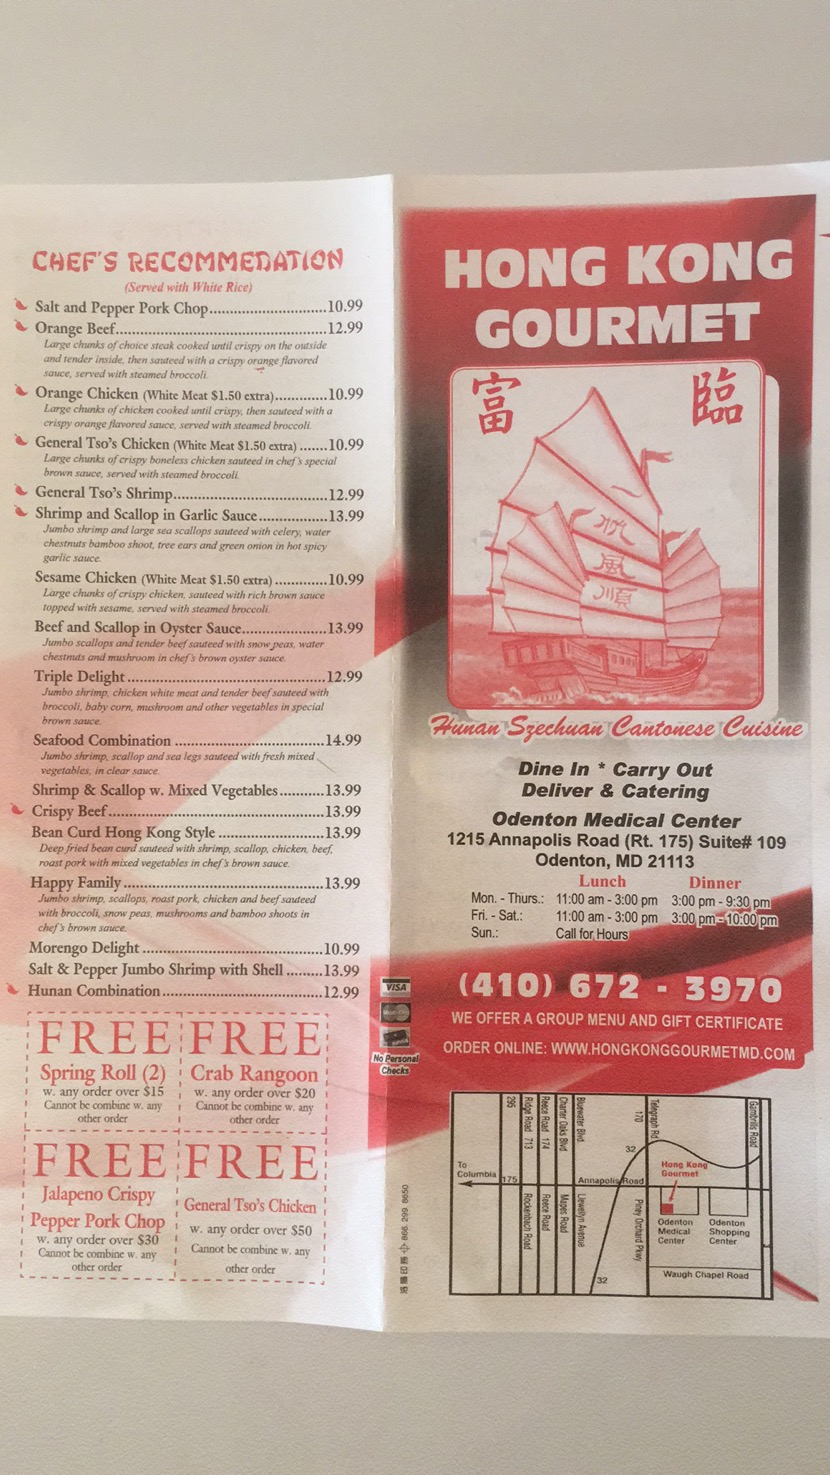 CHEF'S RECOMMEDATION
(Served with White Rice)
Salt and Pepper Pork Chop..........................10.99
Orange Beef...............................................12.99
Large chunks of choice steak cooked until crispy on the outside
and tender inside, then sauteed with a crispy orange flavored
sauce, served with steamed broccoli.
Orange Chicken (White Meat $1.50 extra).............10.99
Large chunks of chicken cooked until crispy, then sauteed with a
crispy orange flavored sauce, served with steamed broccoli.
General Tso's Chicken (White Meat $1.50 extra) .......10.99
Large chunks of crispy boneless chicken sauteed in chef's special
brown sauce, served with steamed broccoli.
General Tso's Shrimp..................................12.99
Shrimp and Scallop in Garlic Sauce...............13.99
Jumbo shrimp and large sea scallops sauteed with celery, water
chestnuts bamboo shoot, tree ears and green onion in hot spicy
garlic sauce.
Sesame Chicken (White Meat $1.50 extra) .............10.99
Large chunks of crispy chicken, sauteed with rich brown sauce
topped with sesame, served with steamed broccoli.
Beef and Scallop in Oyster Sauce...................13.99
Jumbo scallops and tender beef sauteed with snow peas, water
chestnuts and mushroom in chef's brown oyster sauce.
Triple Delight ............................................12.99
Jumbo shrimp, chicken white meat and tender beef sauteed with
broccoli, baby corn, mushroom and other vegetables in special
brown sauce.
Seafood Combination .................................14.99
Jumbo shrimp, scallop and sea legs sauteed with fresh mixed
vegetables, in clear sauce.
Shrimp & Scallop w. Mixed Vegetables..........13.99
Crispy Beef................................................13.99
Bean Curd Hong Kong Style .......................13.99
Deep fried bean curd sauteed with shrimp, scallop, chicken, beef,
roast pork with mixed vegetables in chef's brown sauce.
Happy Family............................................13.99
Jumbo shrimp, scallops, roast pork, chicken and beef sauteed
with broccoli, snow peas, mushrooms and bamboo shoots in
chef's brown sauce.
Morengo Delight........................................10.99
Salt & Pepper Jumbo Shrimp with Shell ........13.99
Hunan Combination...................................12.99
FREE
Spring Roll (2)
w. any order over $15
Cannot be combine w. any
other order
FREE
Crab Rangoon
w. any order over $20
Cannot be combine w. any
other order
FREE
Jalapeno Crispy
Pepper Pork Chop
w. any order over $30
Cannot be combine w. any
other order
FREE
General Tso's Chicken
w. any order over $50
Cannot be combine w. any
other order
VISA
No Personal
Checks
HONG KONG
GOURMET
富 臨
帆
風
順
Hunan Szechuan Cantonese Cuisine
Dine In * Carry Out
Deliver & Catering
Odenton Medical Center
1215 Annapolis Road (Rt. 175) Suite# 109
Odenton, MD 21113
Lunch Dinner
Mon. - Thurs.: 11:00 am - 3:00 pm 3:00 pm - 9:30 pm
Fri. - Sat.: 11:00 am - 3:00 pm 3:00 pm - 10:00 pm
Sun.: Call for Hours
(410) 672 - 3970
WE OFFER A GROUP MENU AND GIFT CERTIFICATE
ORDER ONLINE: WWW.HONGKONGGOURMETMD.COM
295
Ridge Road 713
Reece Road 174
Charter Oaks Blvd
Bluewater Blvd.
Telegraph Rd.
170
Gambrills Road
32
To
Columbia
175
Annapolis Road
Hong Kong
Gourmet
Rockenbach Road
Reece Road
Mapes Road
Llewellyn Avenue
Piney Orchard Pkwy
Odenton
Medical
Center
Odenton
Shopping
Center
Waugh Chapel Road
32